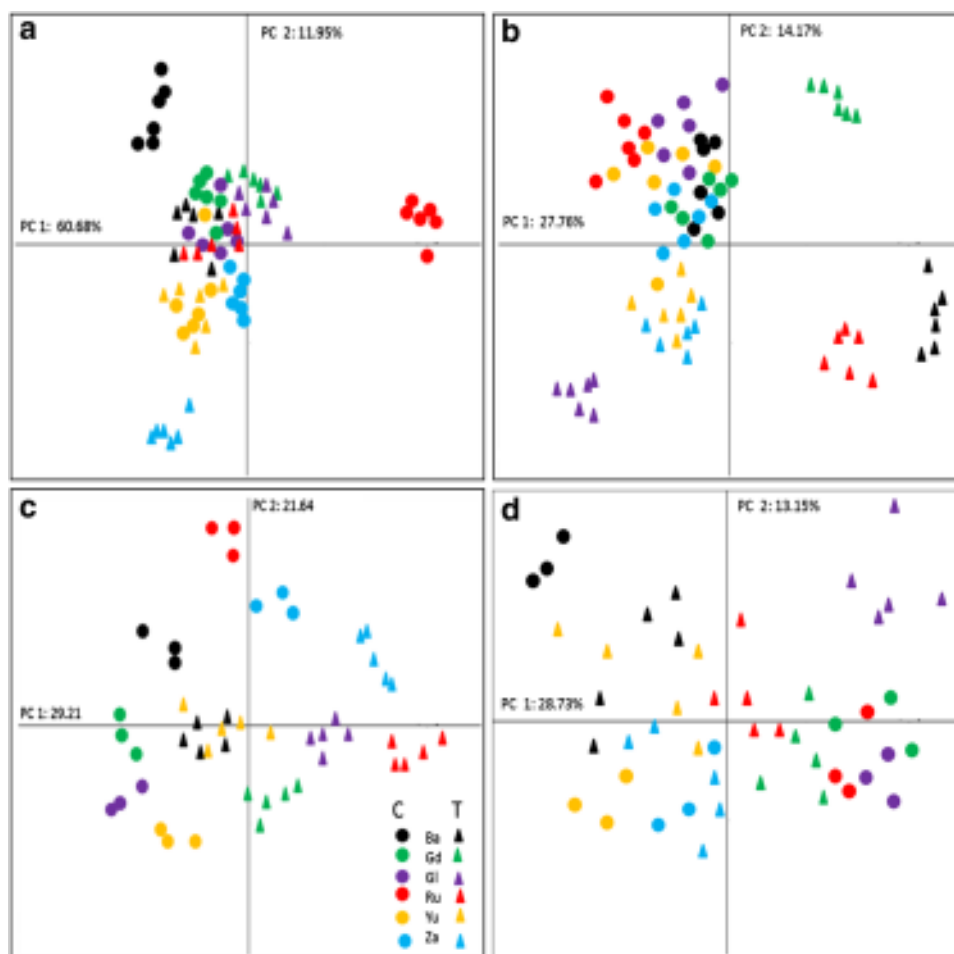 a
PC 2: 11.95%
PC 1: 60.68%
b
PC 2: 14.17%
PC 1: 27.76%
c
PC 2: 21.64
PC 1: 29.21
C T
Ba
Gd
Gl
Ru
Yu
Za
d
PC 2: 13.15%
PC 1: 28.73%